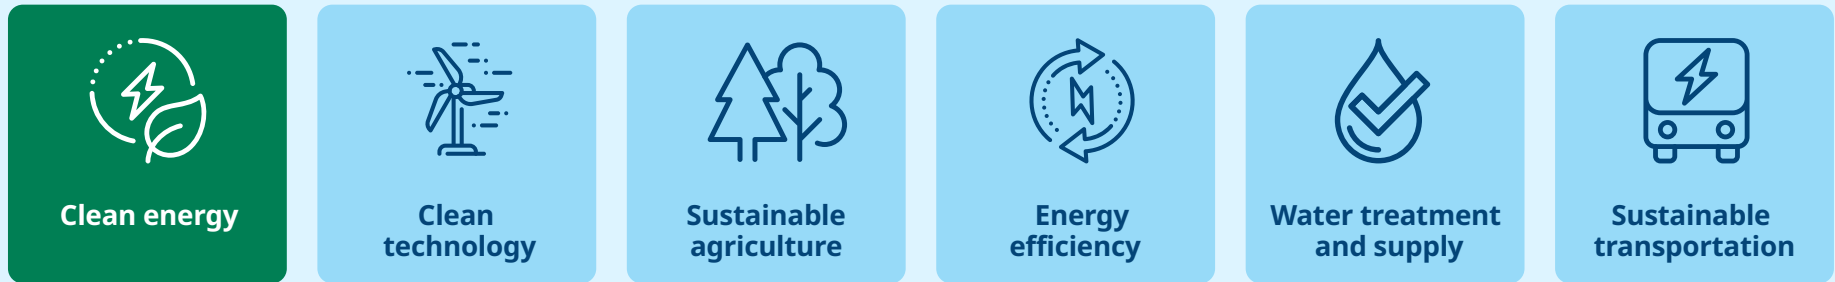 Clean energy
Clean
technology
Sustainable
agriculture
Energy
efficiency
Water treatment
and supply
Sustainable
transportation